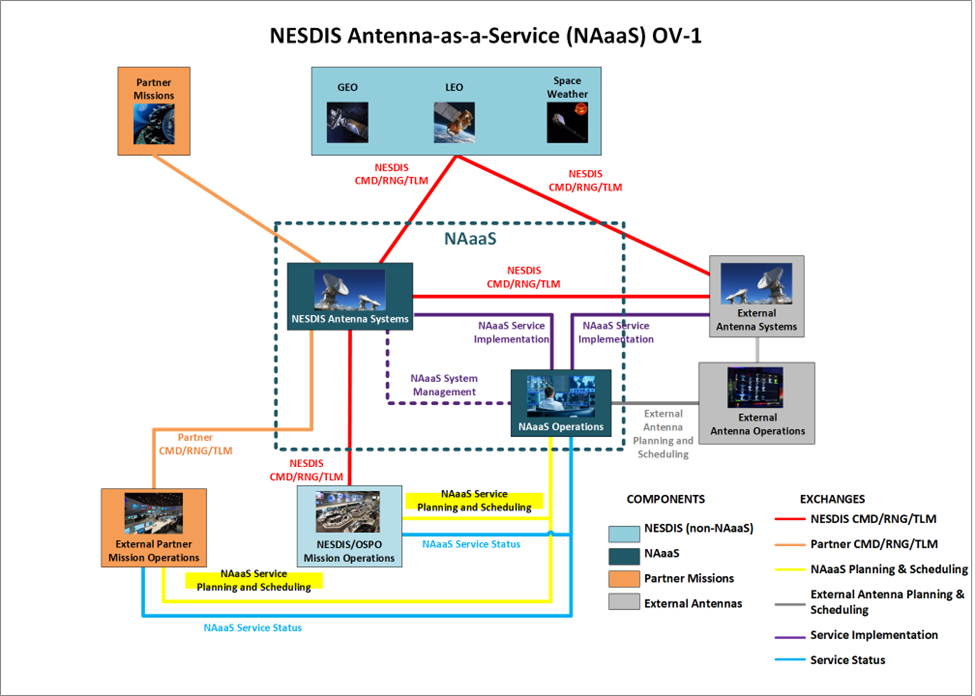 NESDIS Antenna-as-a-Service (NAaaS) OV-1
Partner
Missions
GEO
LEO
Space
Weather
NESDIS
CMD/RNG/TLM
NESDIS
CMD/RNG/TLM
NAaaS
NESDIS Antenna Systems
NESDIS
CMD/RNG/TLM
External
Antenna Systems
NAaaS Service
Implementation
NAaaS Service
Implementation
NAaaS System
Management
NAaaS Operations
External
Antenna Operations
External
Antenna
Planning and
Scheduling
Partner
CMD/RNG/TLM
NESDIS
CMD/RNG/TLM
External Partner
Mission Operations
NESDIS/OSPO
Mission Operations
NAaaS Service
Planning and Scheduling
NAaaS Service Status
NAaaS Service
Planning and Scheduling
NAaaS Service Status
COMPONENTS
NESDIS (non-NAaaS)
NAaaS
Partner Missions
External Antennas
EXCHANGES
NESDIS CMD/RNG/TLM
Partner CMD/RNG/TLM
NAaaS Planning & Scheduling
External Antenna Planning &
Scheduling
Service Implementation
Service Status